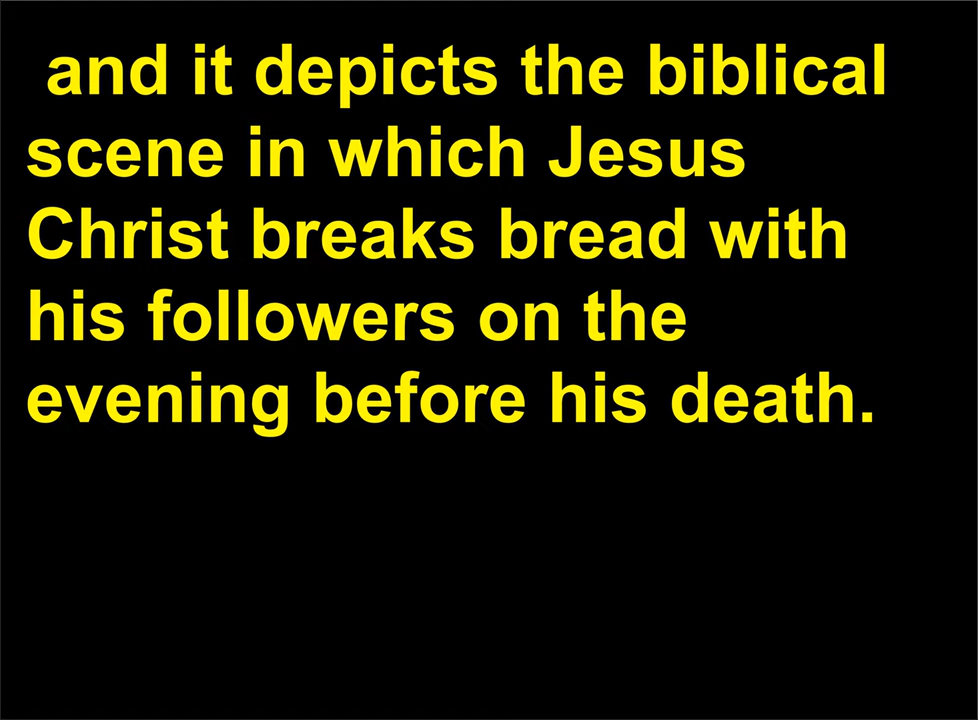 and it depicts the biblical
scene in which Jesus
Christ breaks bread with
his followers on the
evening before his death.